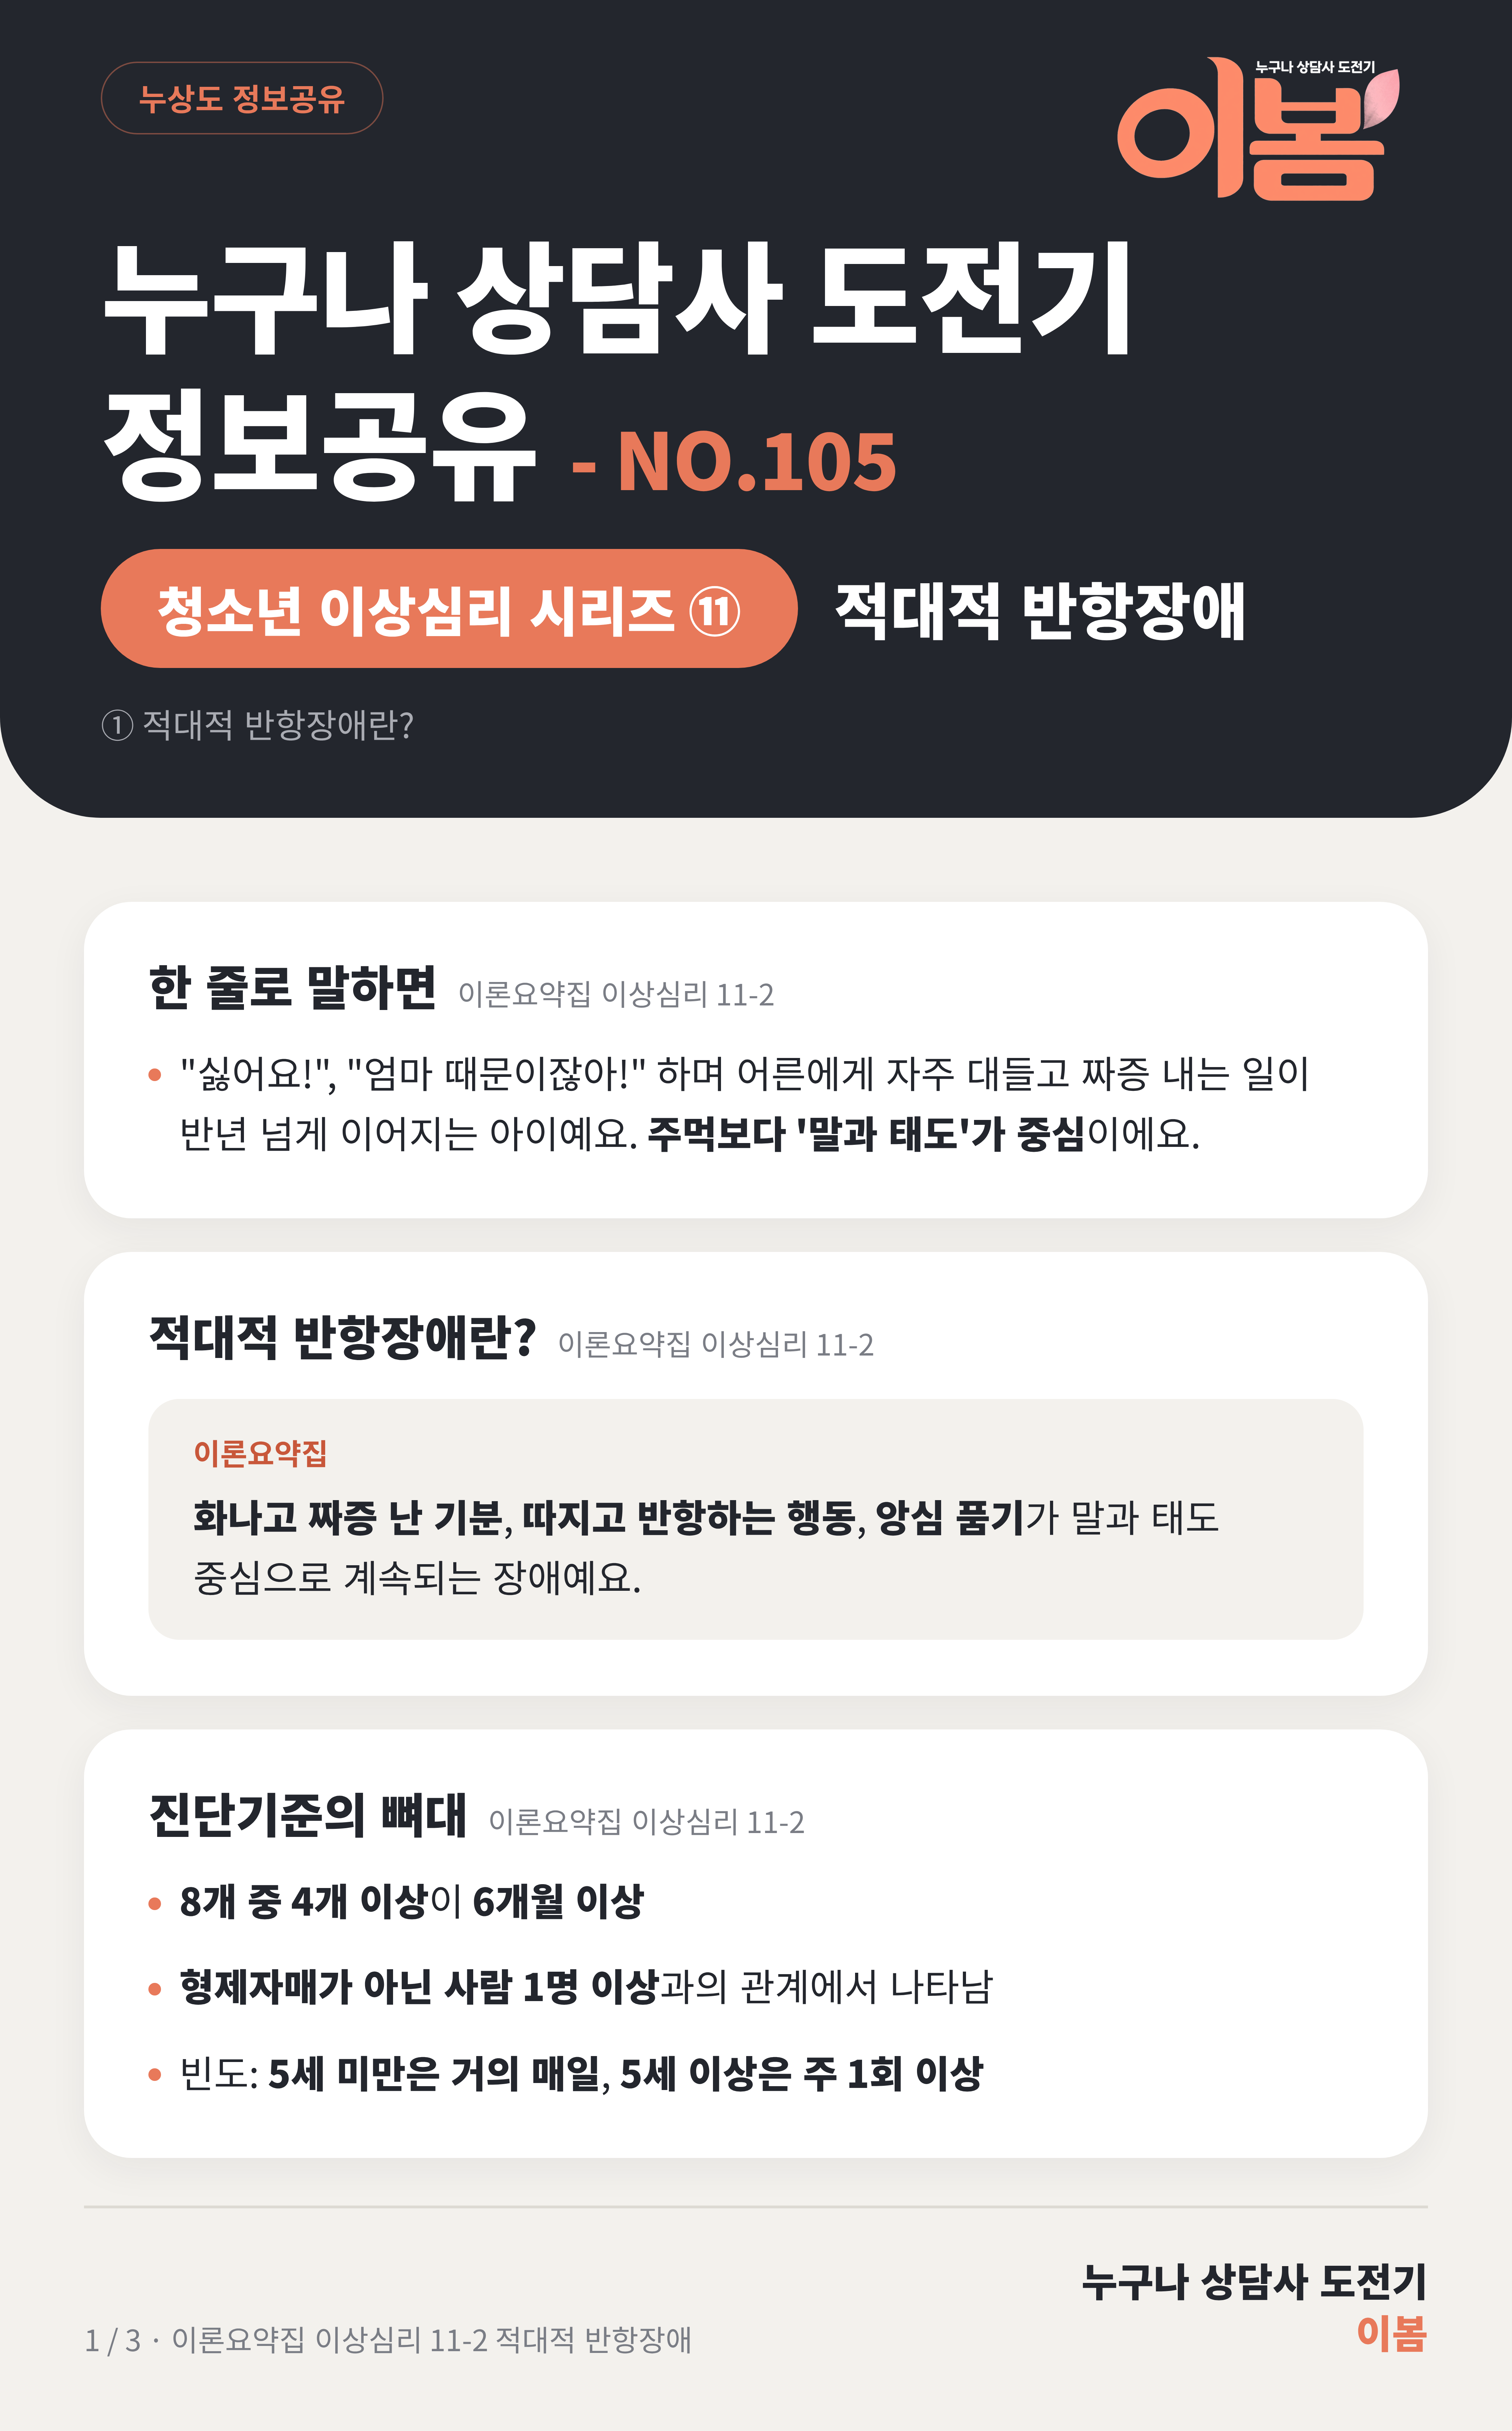 누상도 정보공유
누구나 상담사 도전기
이봄
누구나 상담사 도전기
정보공유 - NO.105
청소년 이상심리 시리즈 ⑪ 적대적 반항장애
① 적대적 반항장애란?
한 줄로 말하면 이론요약집 이상심리 11-2
• "싫어요!", "엄마 때문이잖아!" 하며 어른에게 자주 대들고 짜증 내는 일이
반년 넘게 이어지는 아이예요. 주먹보다 '말과 태도'가 중심이에요.
적대적 반항장애란? 이론요약집 이상심리 11-2
이론요약집
화나고 짜증 난 기분, 따지고 반항하는 행동, 앙심 품기가 말과 태도
중심으로 계속되는 장애예요.
진단기준의 뼈대 이론요약집 이상심리 11-2
• 8개 중 4개 이상이 6개월 이상
• 형제자매가 아닌 사람 1명 이상과의 관계에서 나타남
• 빈도: 5세 미만은 거의 매일, 5세 이상은 주 1회 이상
누구나 상담사 도전기
이봄
1 / 3 · 이론요약집 이상심리 11-2 적대적 반항장애